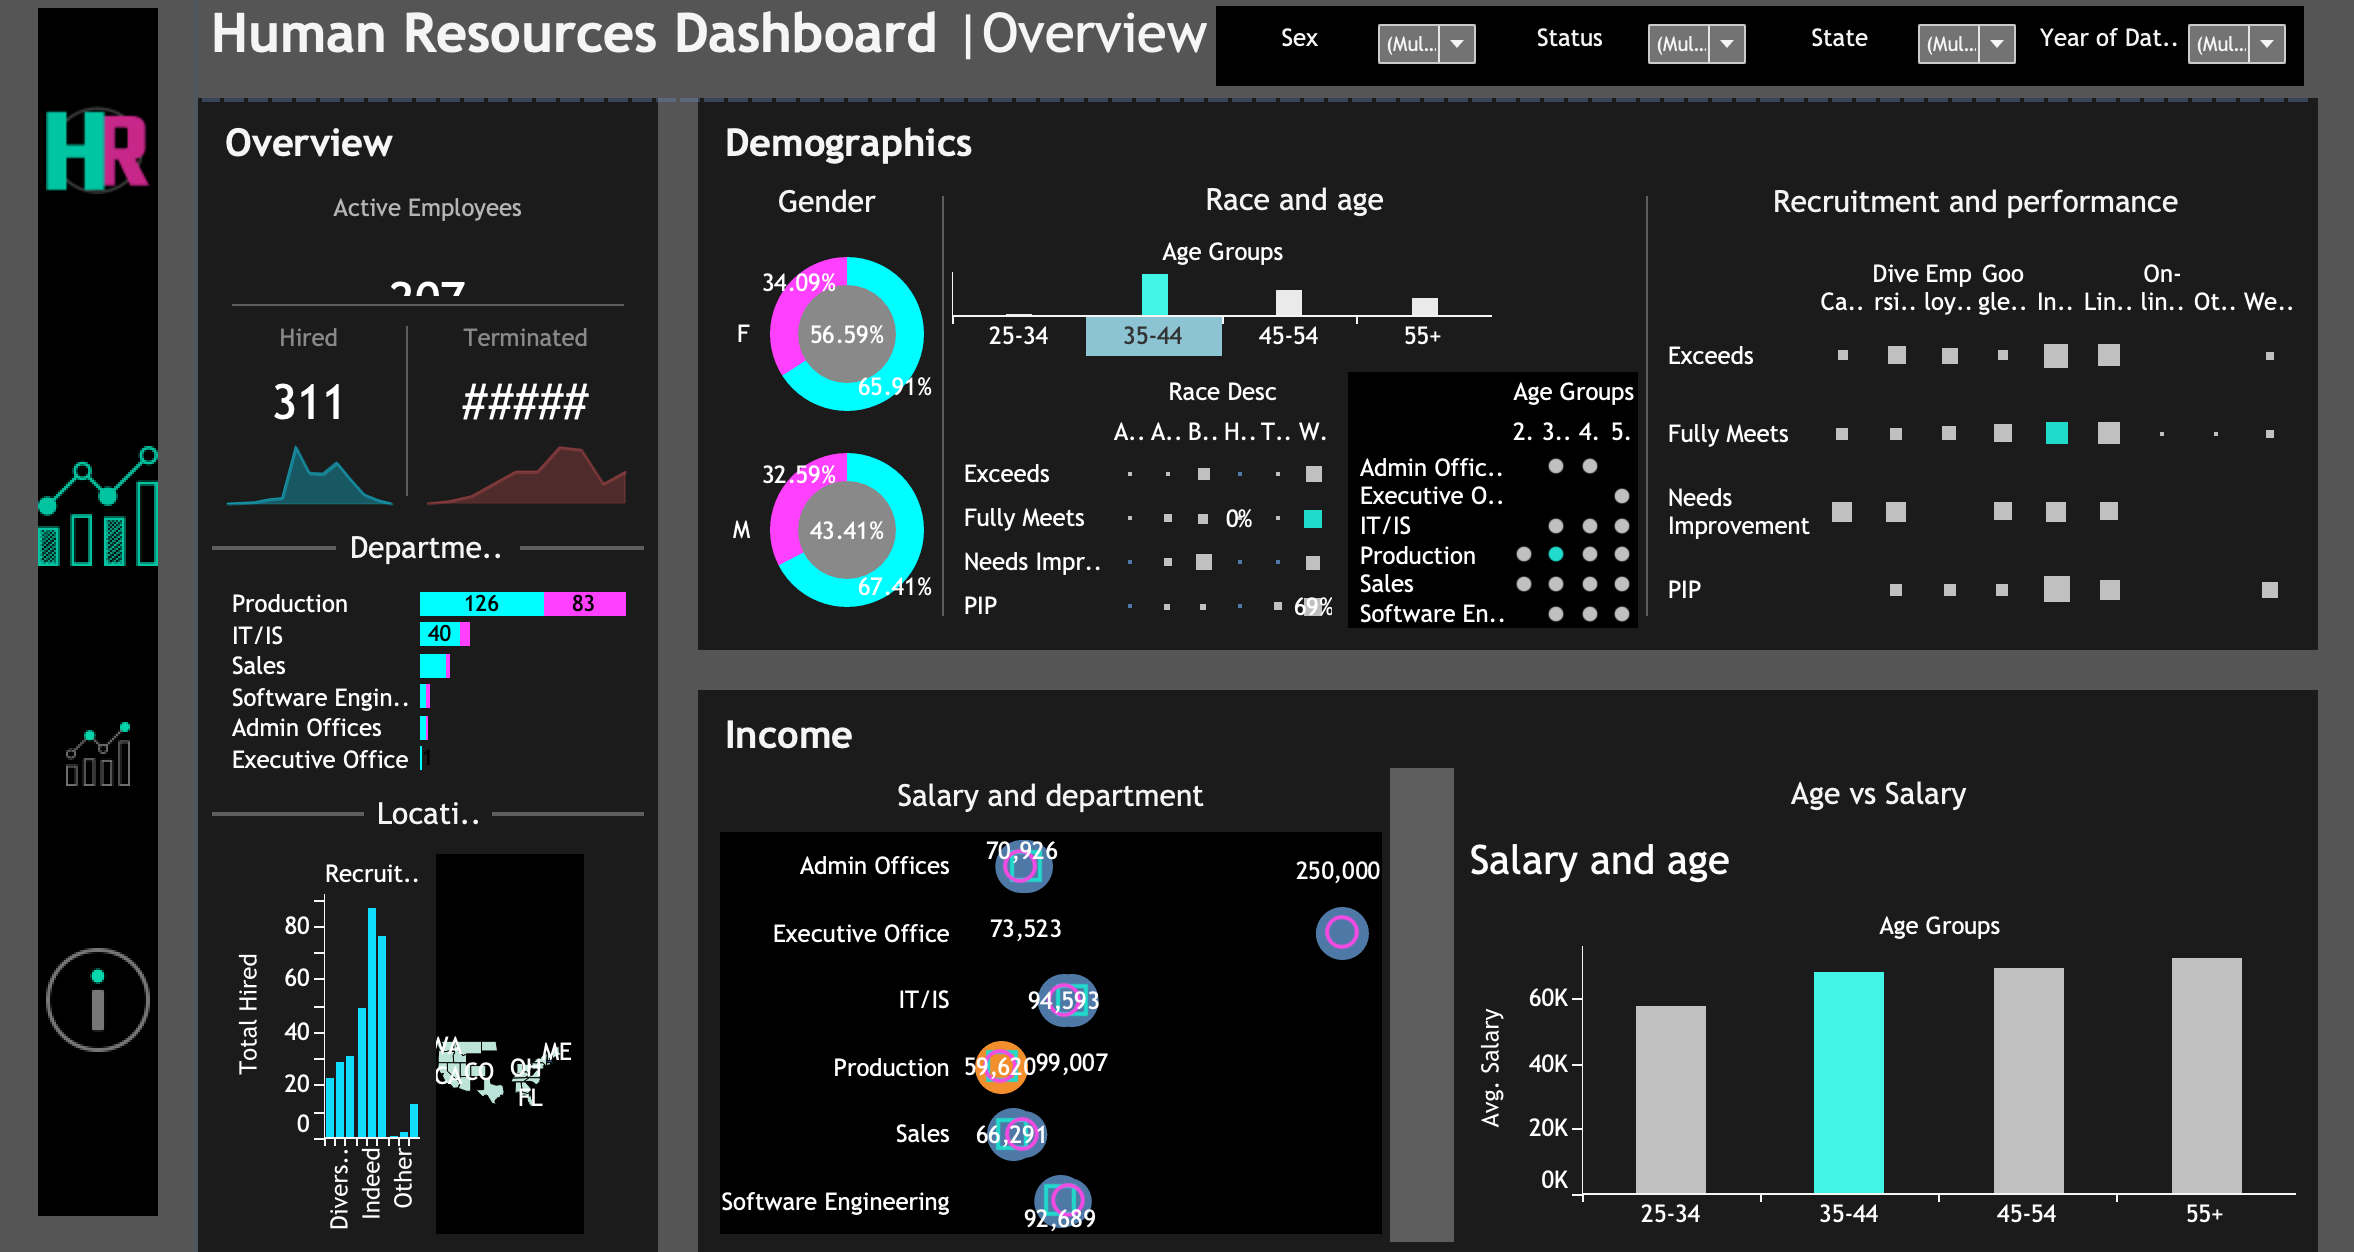 Human Resources Dashboard |Overview
Sex
(Mul..
Status
(Mul..
State
(Mul..
Year of Dat..
(Mul..
HR
Overview
Active Employees
Hired
Terminated
311
#####
Departme..
Production
126
83
IT/IS
40
Sales
Software Engin..
Admin Offices
Executive Office
1
Locati..
Recruit..
Total Hired
80
60
40
20
0
Divers..
Indeed
Other
WA
CA
CO
OH
ME
FL
Demographics
Gender
34.09%
F
56.59%
65.91%
32.59%
M
43.41%
67.41%
Race and age
Age Groups
25-34
35-44
45-54
55+
Race Desc
A.. A.. B.. H.. T.. W.
Exceeds
Fully Meets
0%
Needs Impr..
PIP
69%
Age Groups
2. 3.. 4. 5.
Admin Offic..
Executive O..
IT/IS
Production
Sales
Software En..
Recruitment and performance
Ca.. Dive rsi.. Emp loy.. Goo gle.. In.. Lin.. On- lin.. Ot.. We..
Exceeds
Fully Meets
Needs
Improvement
PIP
Income
Salary and department
Admin Offices
70,926
250,000
Executive Office
73,523
IT/IS
94,593
Production
59,620
99,007
Sales
66,291
Software Engineering
92,689
Age vs Salary
Salary and age
Age Groups
Avg. Salary
60K
40K
20K
0K
25-34
35-44
45-54
55+